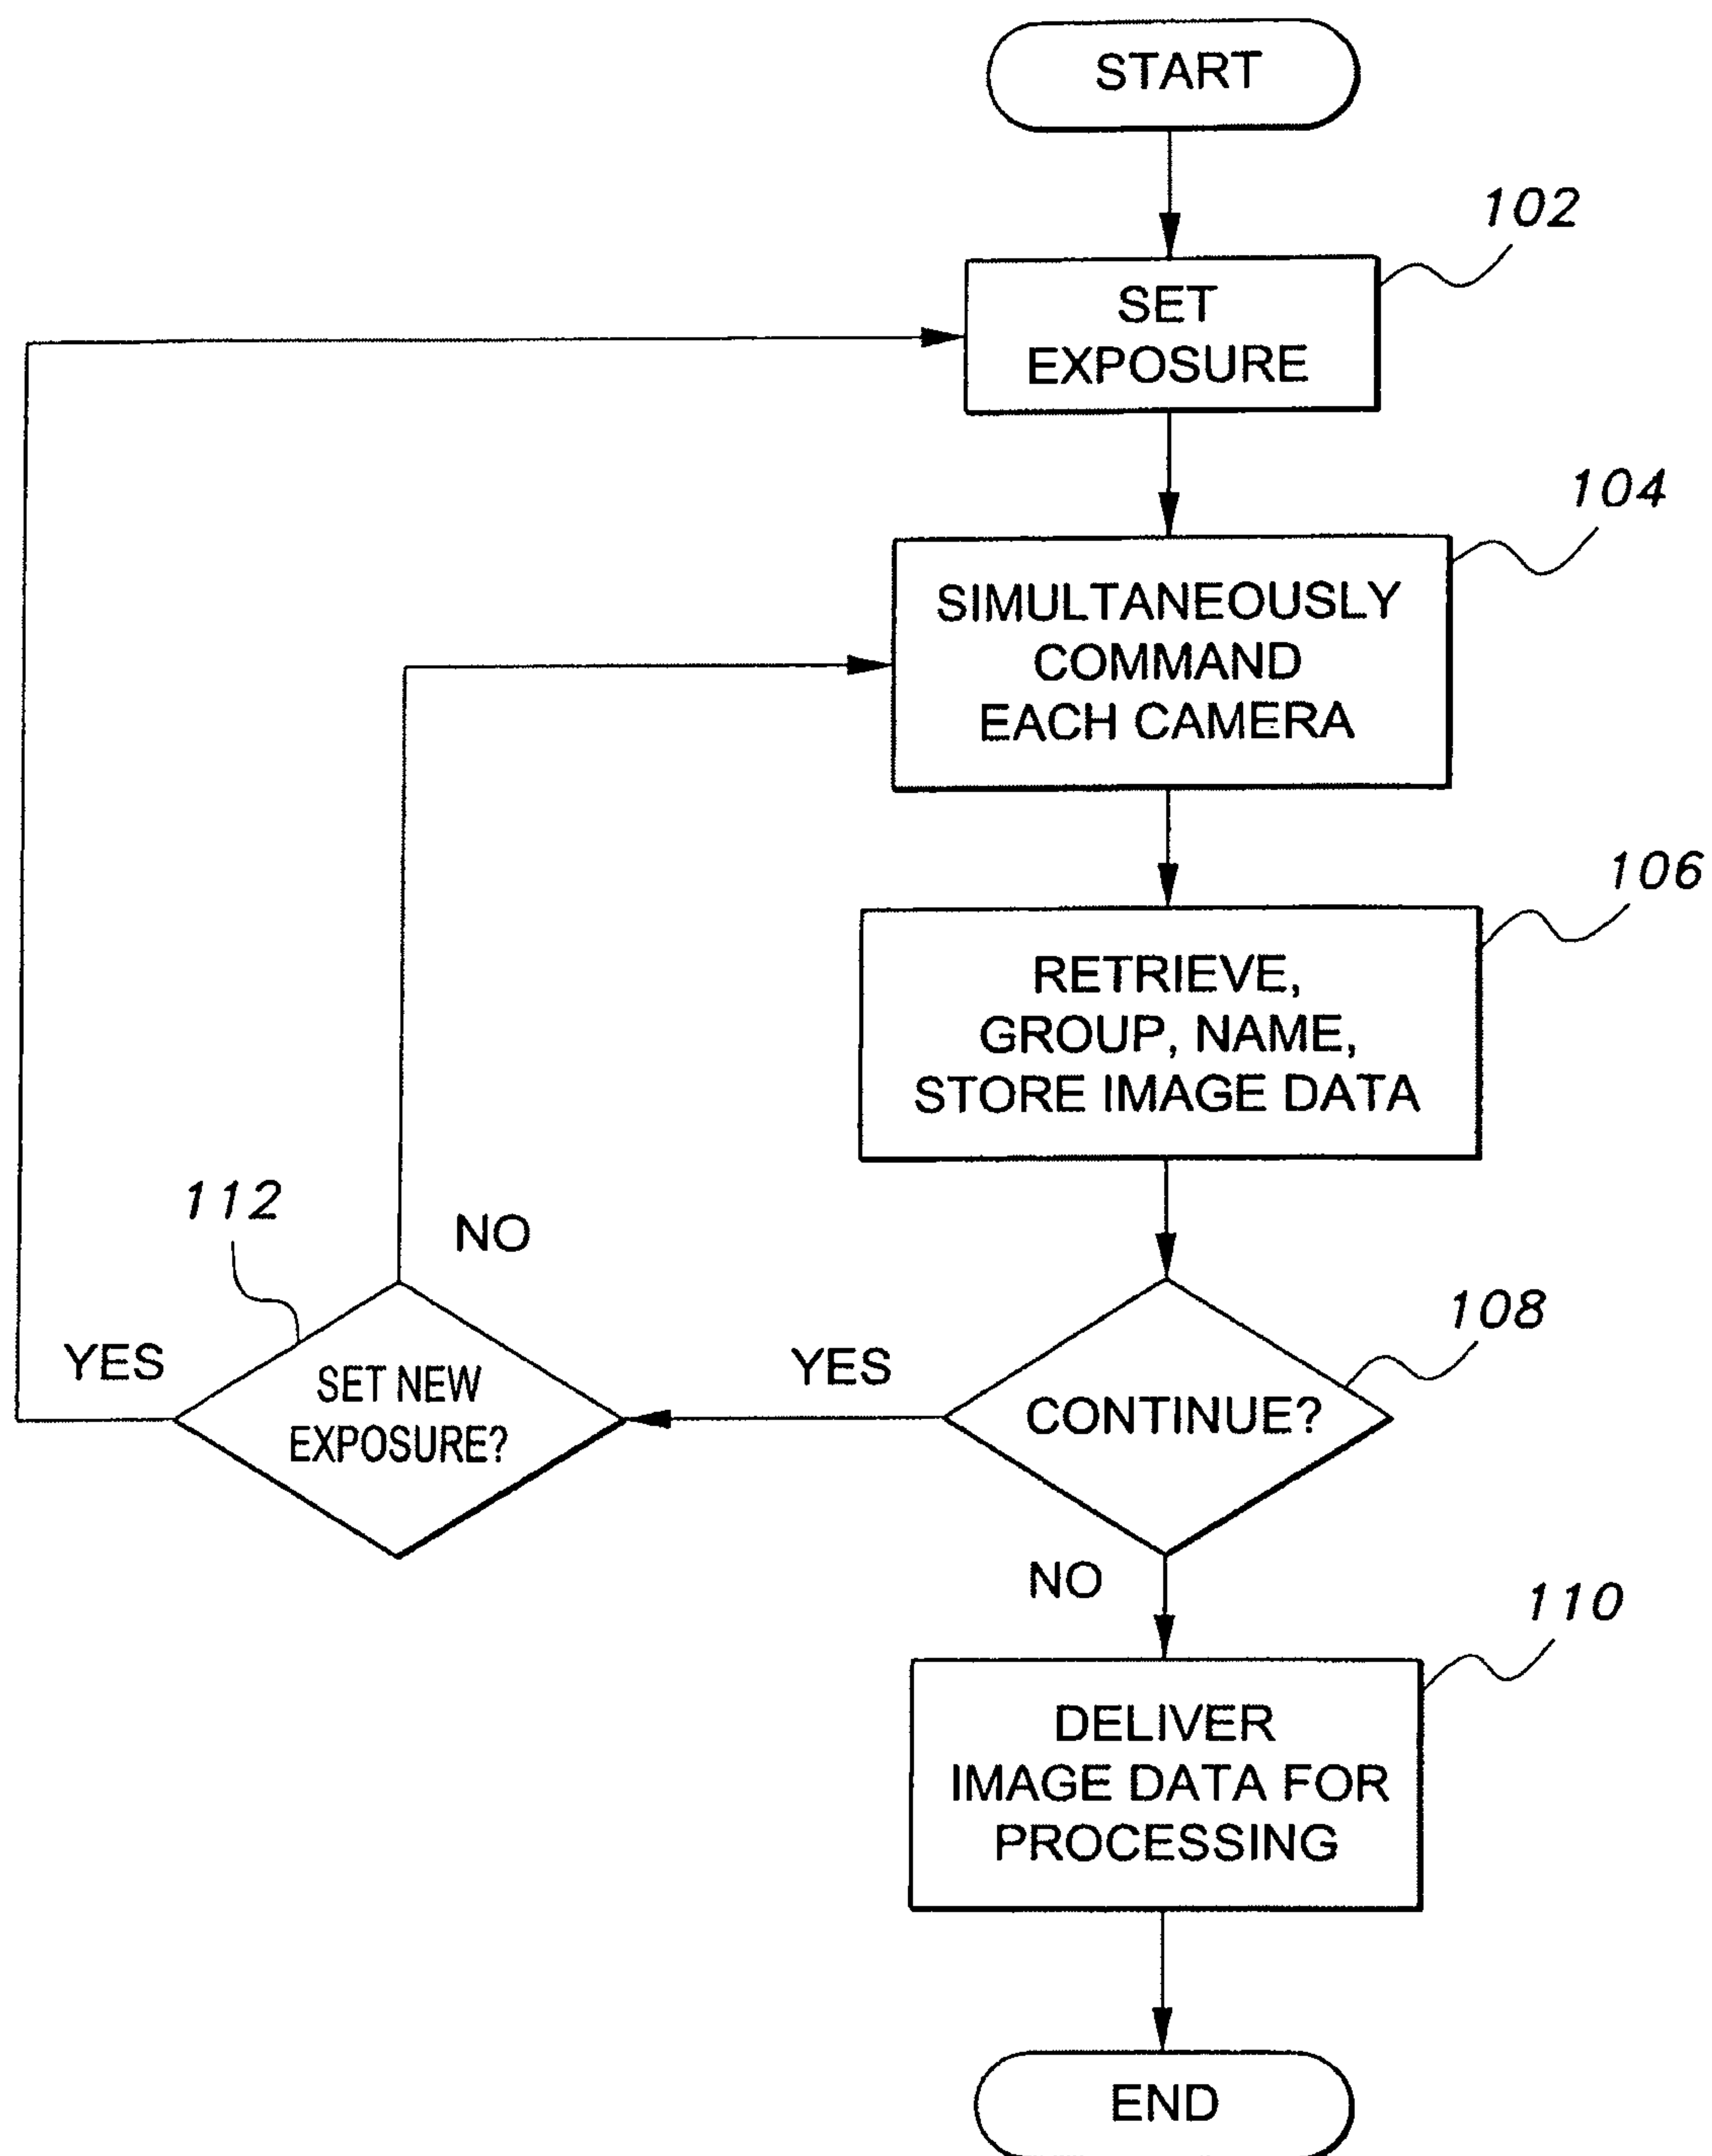 START
102
SET
EXPOSURE
104
SIMULTANEOUSLY
COMMAND
EACH CAMERA
106
RETRIEVE,
GROUP, NAME,
STORE IMAGE DATA
112
NO
YES
SET NEW
EXPOSURE?
YES
108
CONTINUE?
NO
110
DELIVER
IMAGE DATA FOR
PROCESSING
END